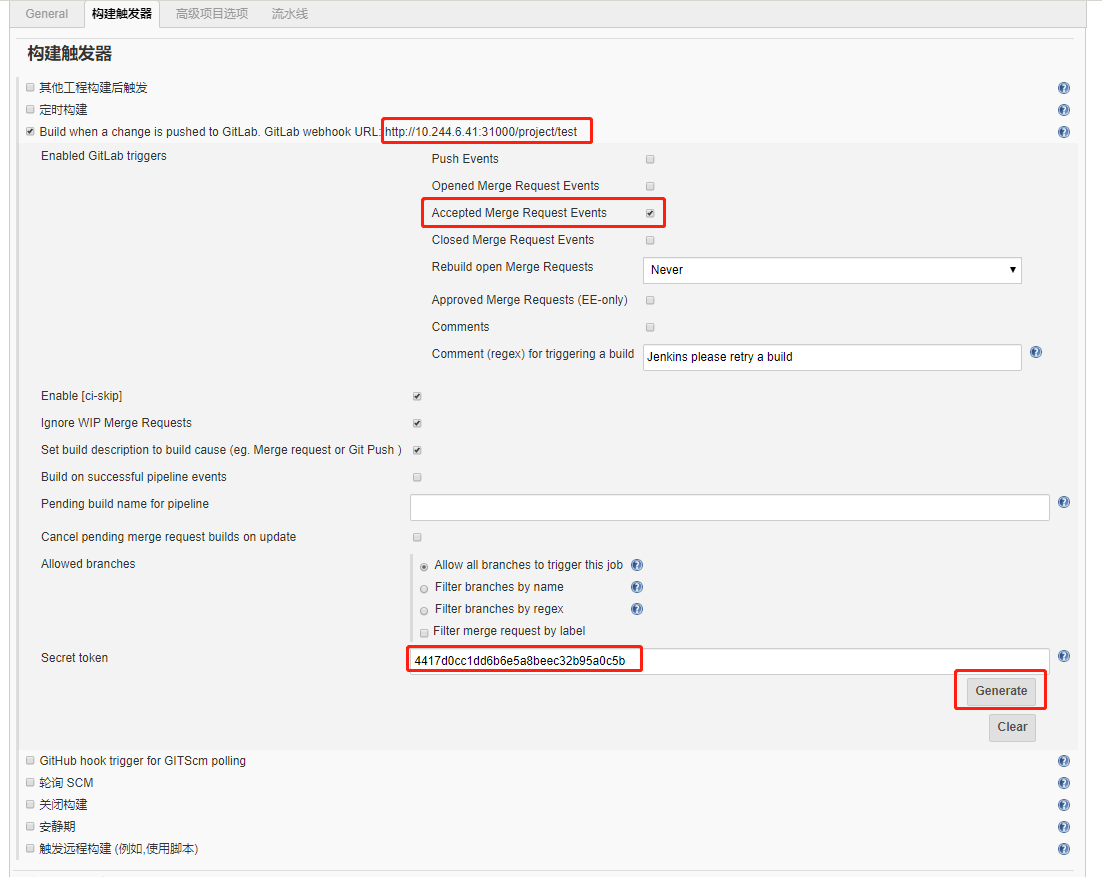 General 构建触发器 高级项目选项 流水线
构建触发器
其他工程构建后触发
定时构建
Build when a change is pushed to GitLab. GitLab webhook URL: http://10.244.6.41:31000/project/test
Enabled GitLab triggers
Push Events
Opened Merge Request Events
Accepted Merge Request Events
Closed Merge Request Events
Rebuild open Merge Requests Never
Approved Merge Requests (EE-only)
Comments
Comment (regex) for triggering a build Jenkins please retry a build
Enable [ci-skip]
Ignore WIP Merge Requests
Set build description to build cause (eg. Merge request or Git Push )
Build on successful pipeline events
Pending build name for pipeline
Cancel pending merge request builds on update
Allowed branches
Allow all branches to trigger this job
Filter branches by name
Filter branches by regex
Filter merge request by label
Secret token 4417d0cc1dd6b6e5a8beec32b95a0c5b
Generate
Clear
GitHub hook trigger for GITScm polling
轮询 SCM
关闭构建
安静期
触发远程构建 (例如,使用脚本)